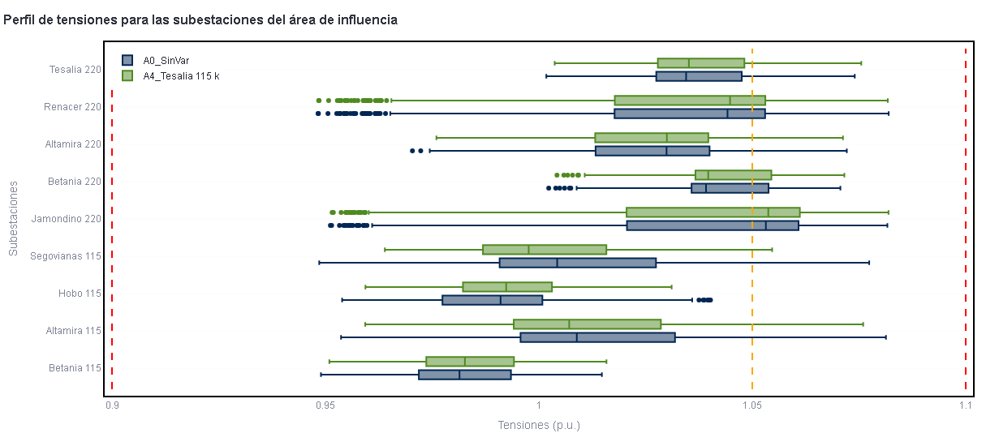 Perfil de tensiones para las subestaciones del área de influencia
A0_SinVar
A4_Tesalia 115 k
Tesalia 220
Renacer 220
Altamira 220
Betania 220
Jamondino 220
Segovianas 115
Hobo 115
Altamira 115
Betania 115
Subestaciones
0.9
0.95
1
1.05
1.1
Tensiones (p.u.)